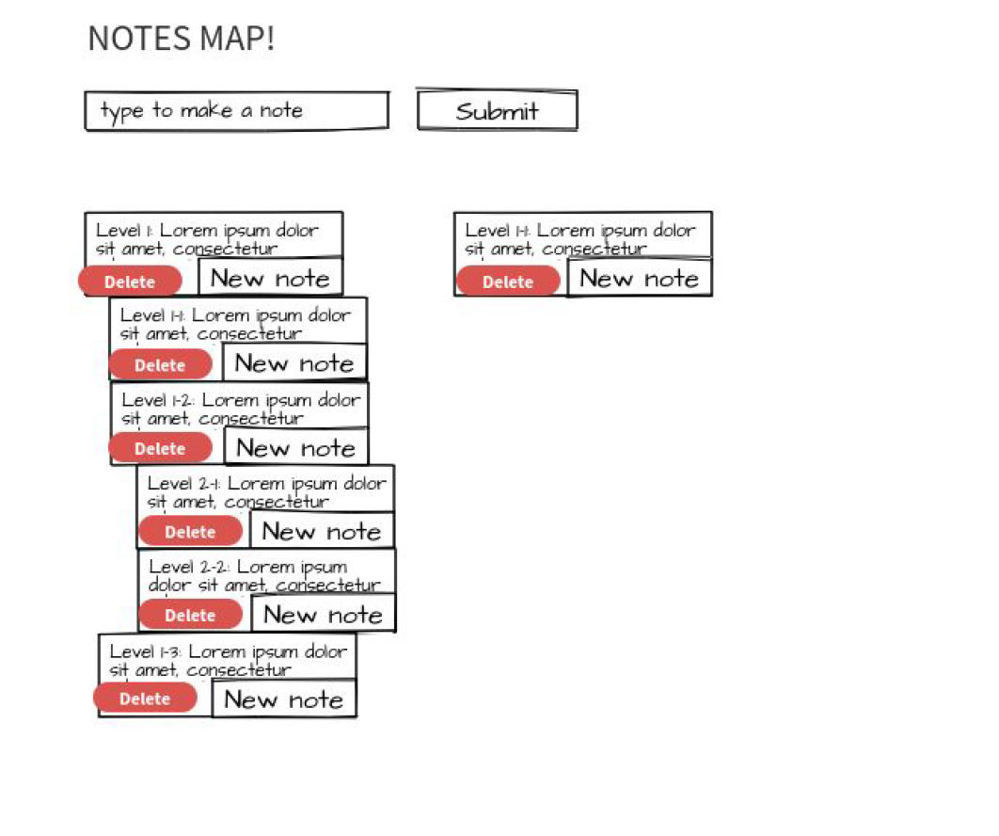 NOTES MAP!
type to make a note
Submit
Level 1: Lorem ipsum dolor
sit amet, consectetur
Delete
New note
Level 1-1: Lorem ipsum dolor
sit amet, consectetur
Delete
New note
Level 1-2: Lorem ipsum dolor
sit amet, consectetur
Delete
New note
Level 2-1: Lorem ipsum dolor
sit amet, consectetur
Delete
New note
Level 2-2: Lorem ipsum
dolor sit amet, consectetur
Delete
New note
Level 1-3: Lorem ipsum dolor
sit amet, consectetur
Delete
New note
Level 1-1: Lorem ipsum dolor
sit amet, consectetur
Delete
New note